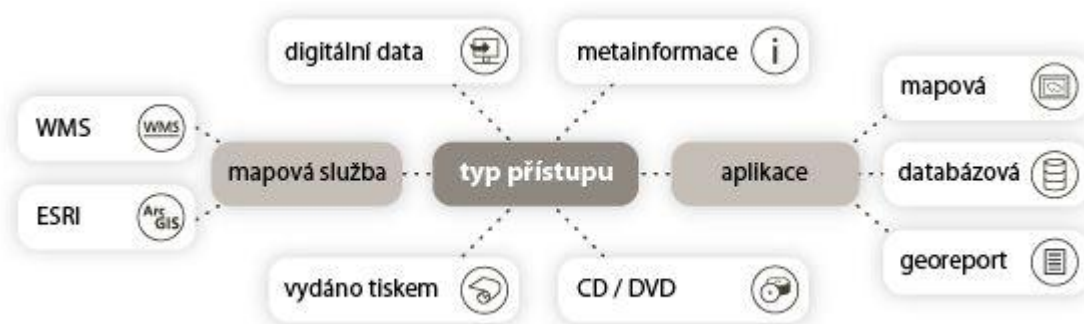 digitální data
metainformace i
mapová
WMS WMS
mapová služba
typ přístupu
aplikace
databázová
ESRI Arc GIS
georeport
vydáno tiskem
CD / DVD